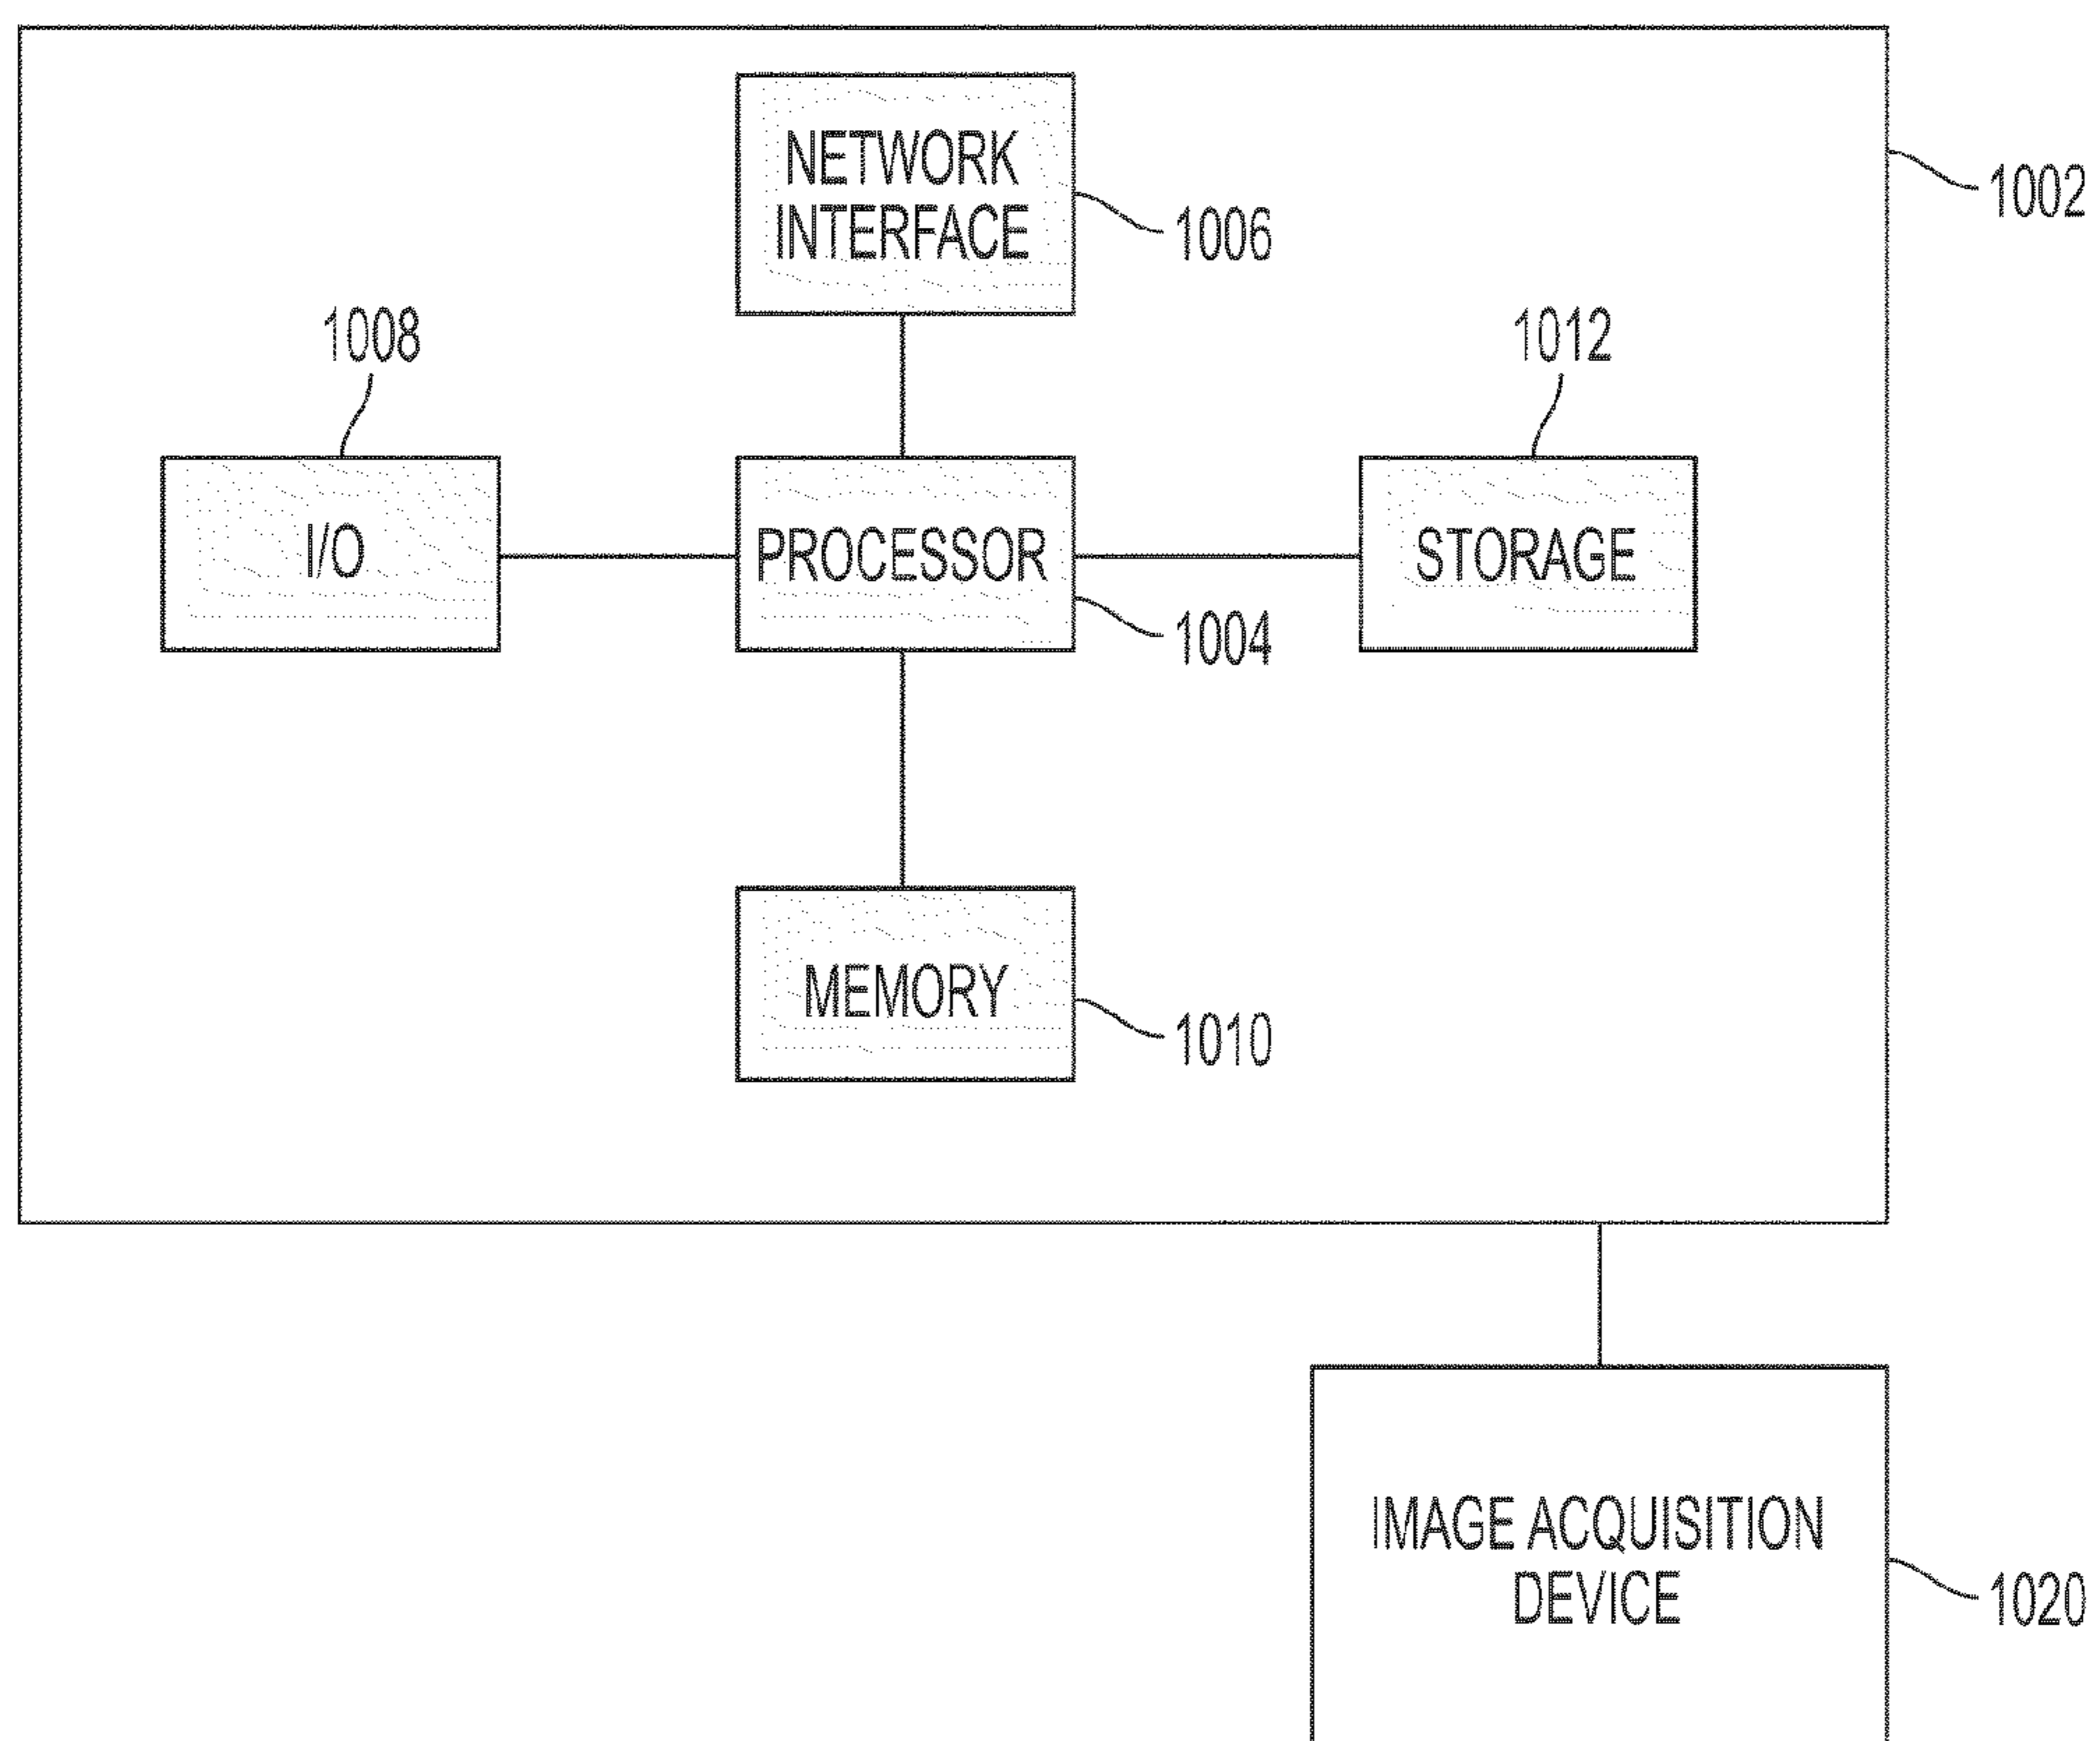 NETWORK
INTERFACE
1002
1006
1008
1012
I/O
PROCESSOR
STORAGE
1004
MEMORY
1010
IMAGE ACQUISITION
DEVICE
1020